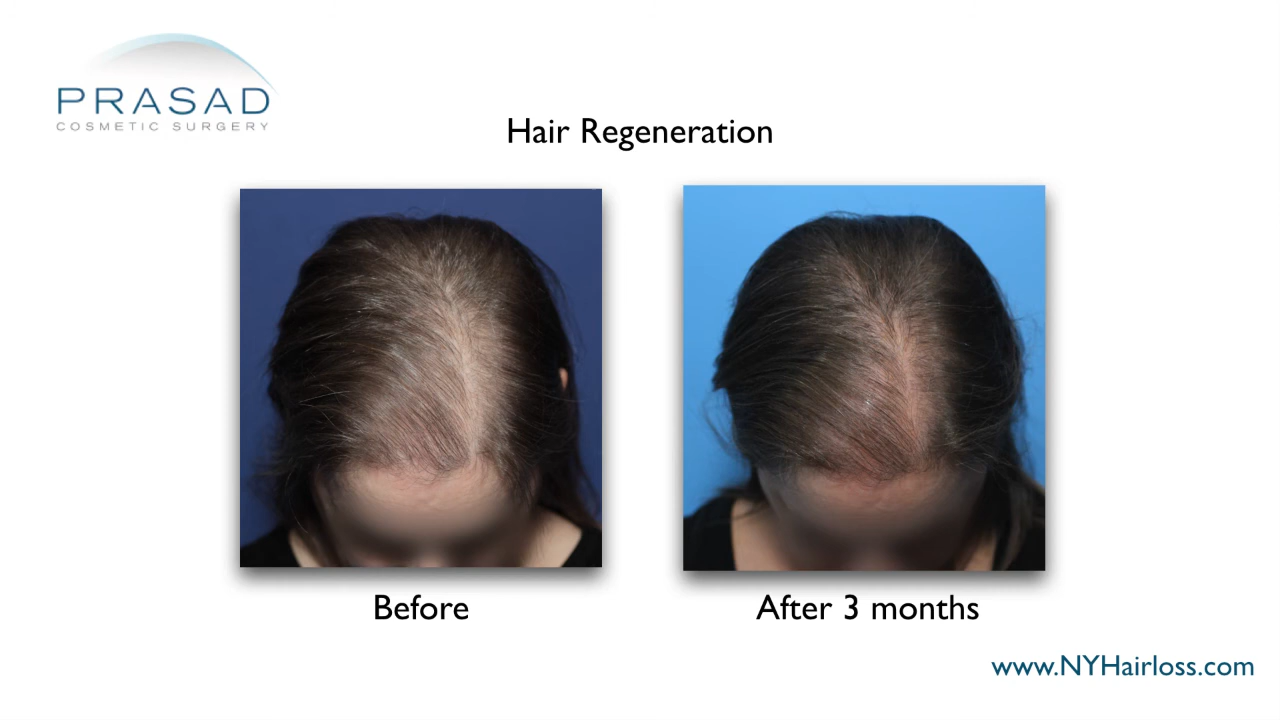 PRASAD
COSMETIC SURGERY
Hair Regeneration
Before
After 3 months
www.NYHairloss.com